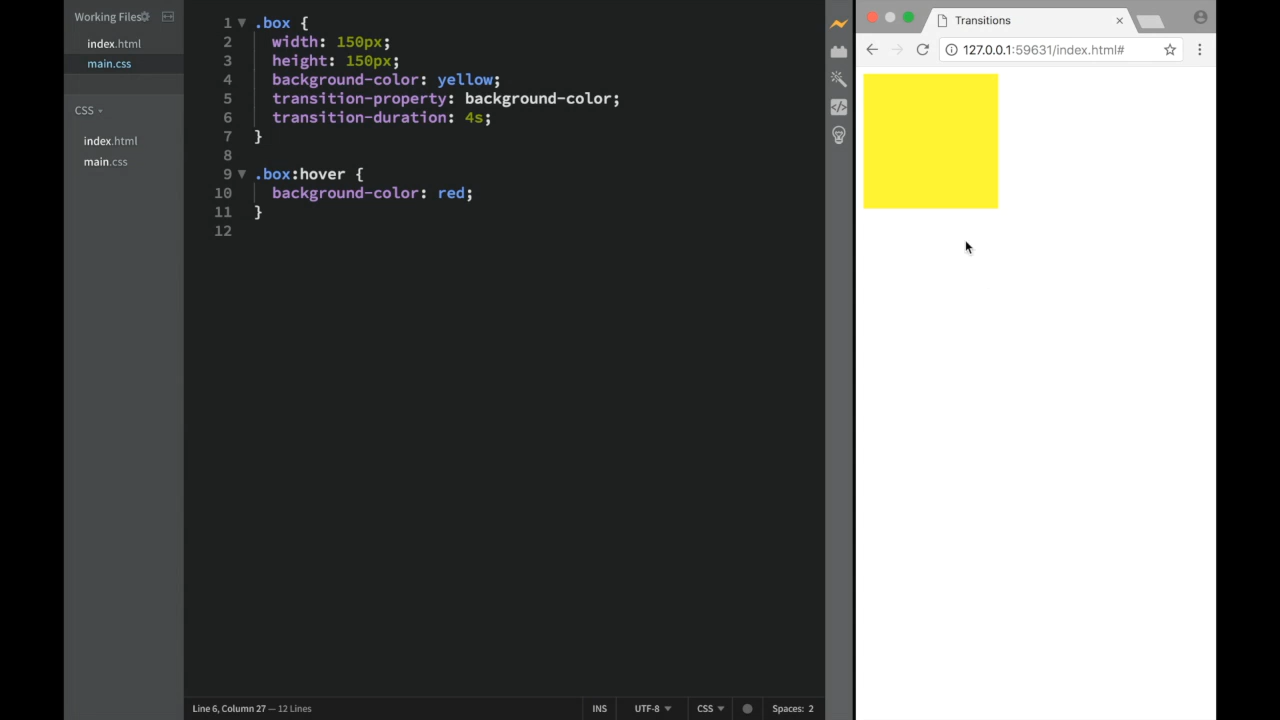 Working Files
index.html
main.css
CSS
index.html
main.css
1 .box {
2 width: 150px;
3 height: 150px;
4 background-color: yellow;
5 transition-property: background-color;
6 transition-duration: 4s;
7 }
8
9 .box:hover {
10 background-color: red;
11 }
12
Line 6, Column 27 — 12 Lines
INS
UTF-8
CSS
Spaces: 2
Transitions
127.0.0.1:59631/index.html#